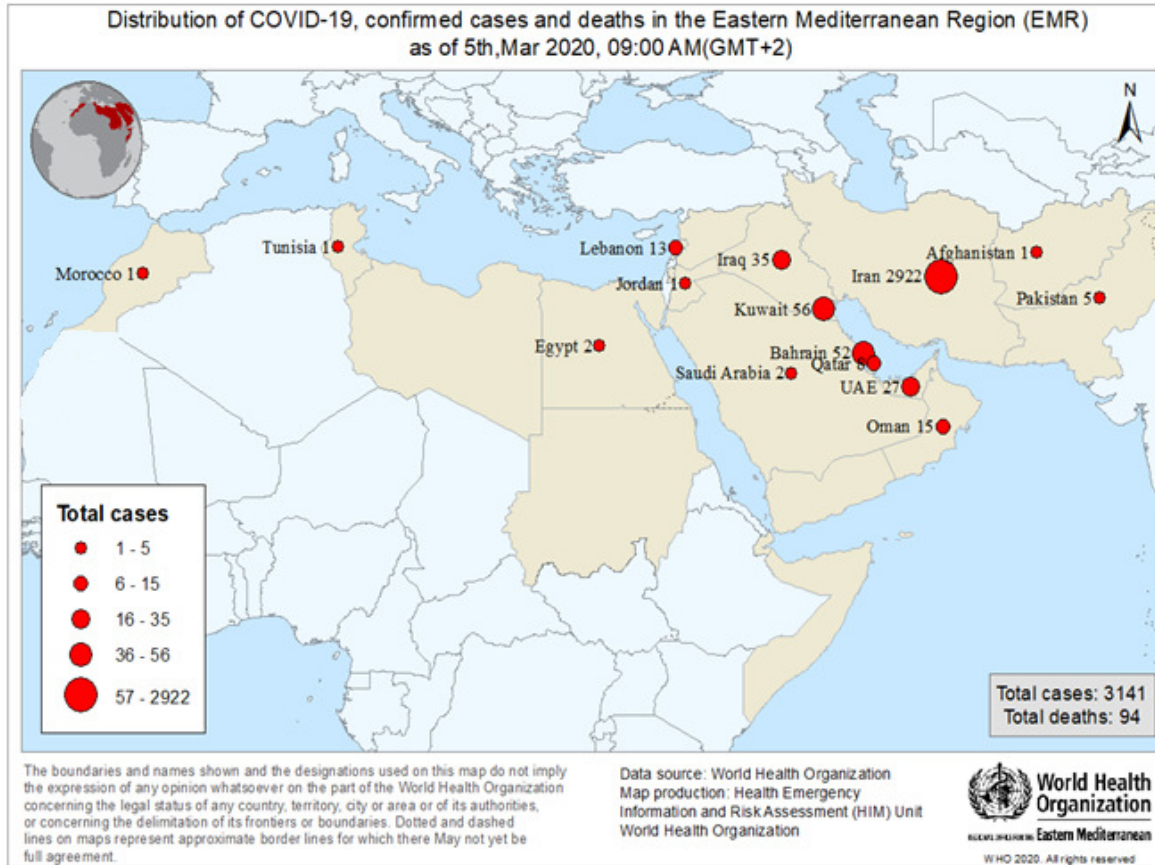 Distribution of COVID-19, confirmed cases and deaths in the Eastern Mediterranean Region (EMR)
as of 5th,Mar 2020, 09:00 AM(GMT+2)
N
Tunisia 1
Morocco 1
Lebanon 13
Jordan 1
Iraq 35
Afghanistan 1
Iran 2922
Pakistan 5
Kuwait 56
Egypt 2
Bahrain 52
Qatar 8
Saudi Arabia 2
UAE 27
Oman 15
Total cases
1 - 5
6 - 15
16 - 35
36 - 56
57 - 2922
Total cases: 3141
Total deaths: 94
The boundaries and names shown and the designations used on this map do not imply
the expression of any opinion whatsoever on the part of the World Health Organization
concerning the legal status of any country, territory, city or area or of its authorities,
or concerning the delimitation of its frontiers or boundaries. Dotted and dashed
lines on maps represent approximate border lines for which there May not yet be
full agreement.
Data source: World Health Organization
Map production: Health Emergency
Information and Risk Assessment (HIM) Unit
World Health Organization
World Health
Organization
REGIONAL OFFICE FOR THE Eastern Mediterranean
WHO 2020. All rights reserved